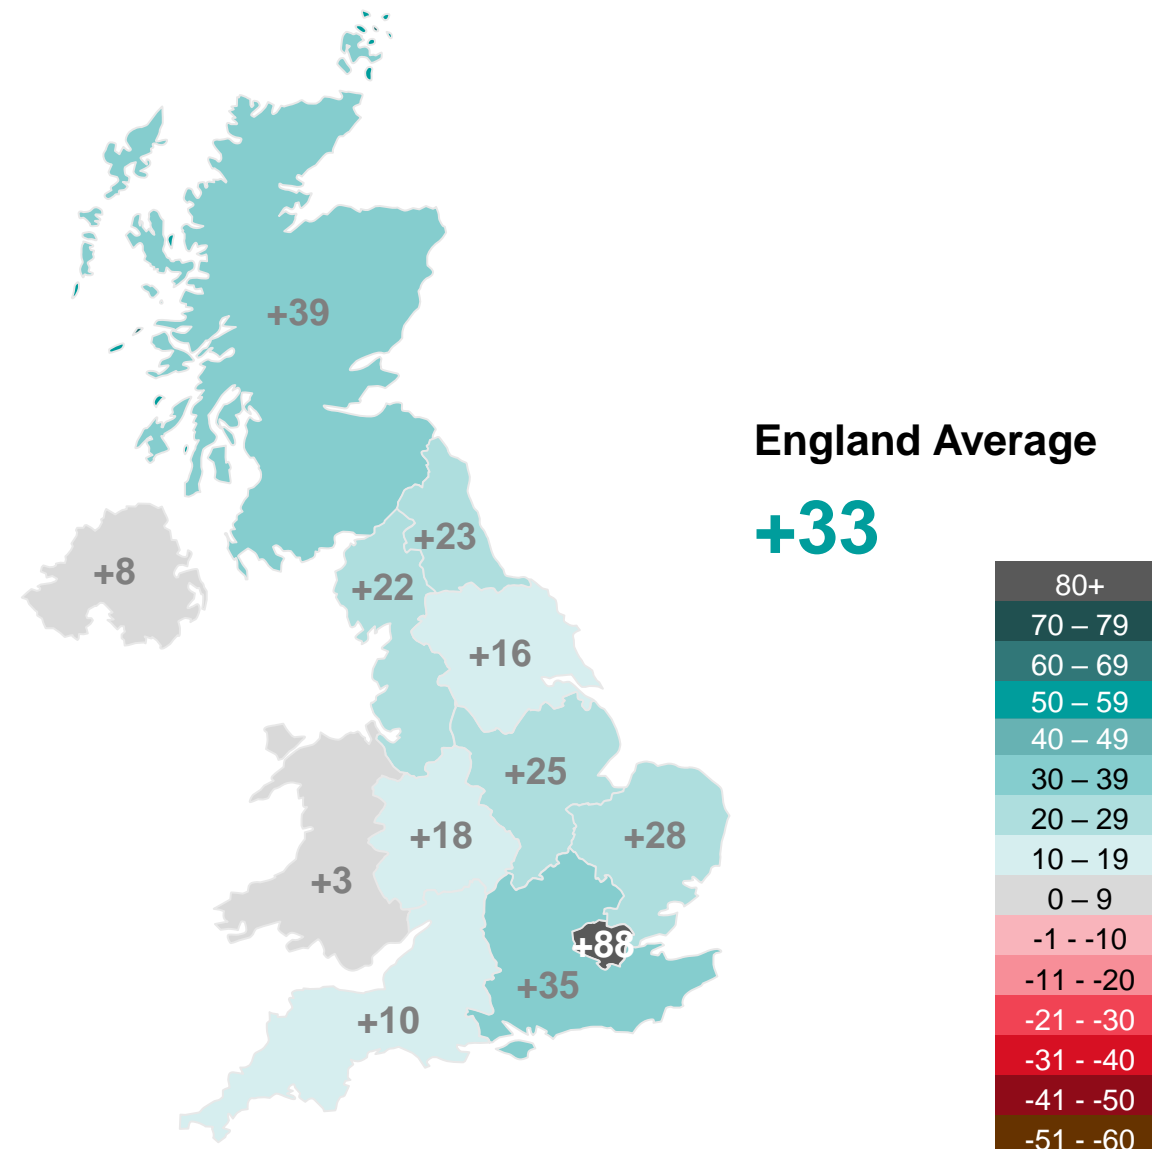 +39
England Average
+33
+23
+8
+22
+16
+25
+18
+28
+3
+88
+35
+10
80+
70 – 79
60 – 69
50 – 59
40 – 49
30 – 39
20 – 29
10 – 19
0 – 9
-1 - -10
-11 - -20
-21 - -30
-31 - -40
-41 - -50
-51 - -60